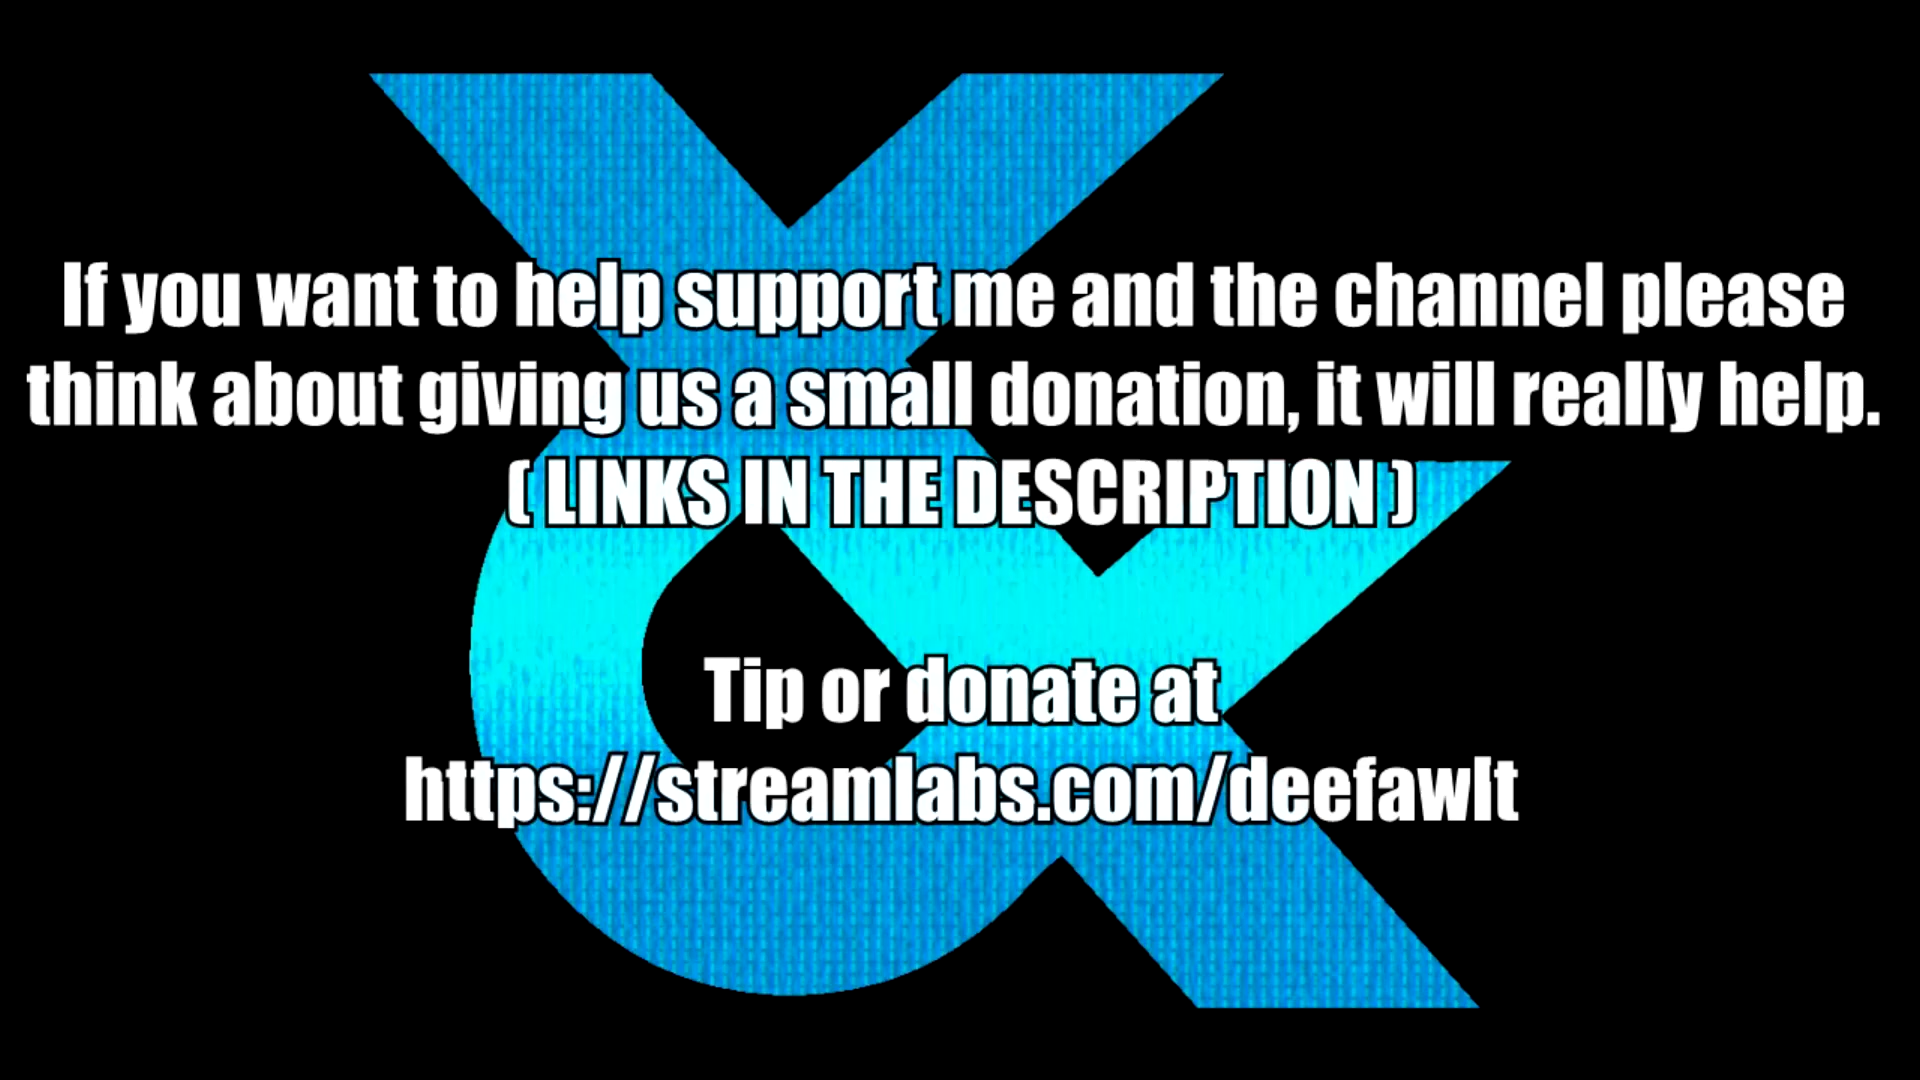 If you want to help support me and the channel please
think about giving us a small donation, it will really help.
( LINKS IN THE DESCRIPTION )
Tip or donate at
https://streamlabs.com/deefawlt